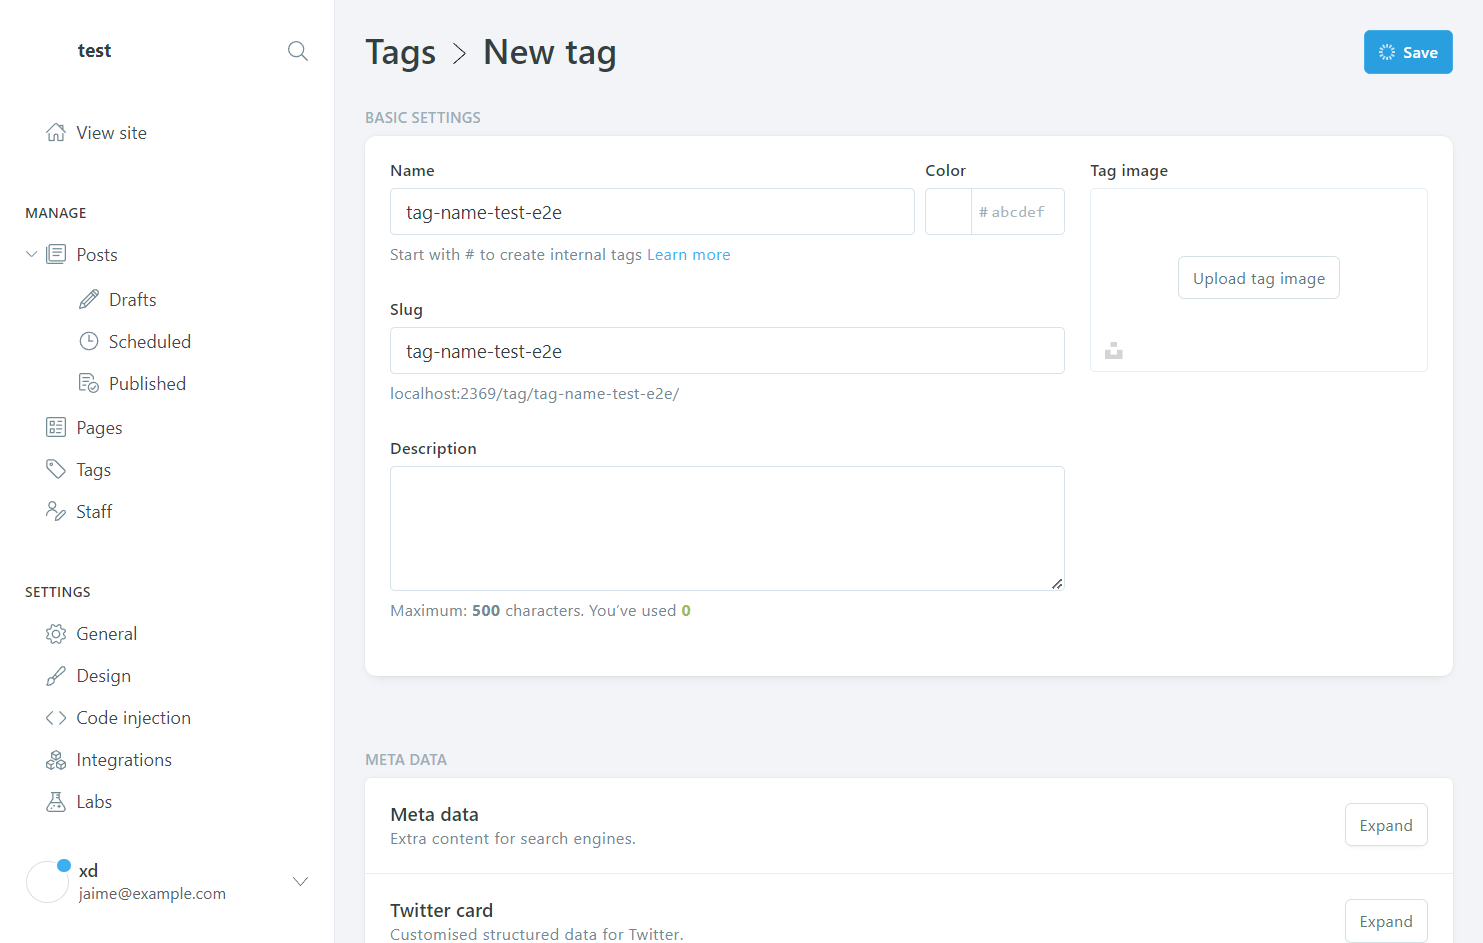 test
View site
MANAGE
Posts
Drafts
Scheduled
Published
Pages
Tags
Staff
SETTINGS
General
Design
Code injection
Integrations
Labs
xd
jaime@example.com
Tags > New tag
Save
BASIC SETTINGS
Name
tag-name-test-e2e
Start with # to create internal tags Learn more
Color
# abcdef
Slug
tag-name-test-e2e
localhost:2369/tag/tag-name-test-e2e/
Description
Maximum: 500 characters. You’ve used 0
Tag image
Upload tag image
META DATA
Meta data
Extra content for search engines.
Expand
Twitter card
Customised structured data for Twitter.
Expand